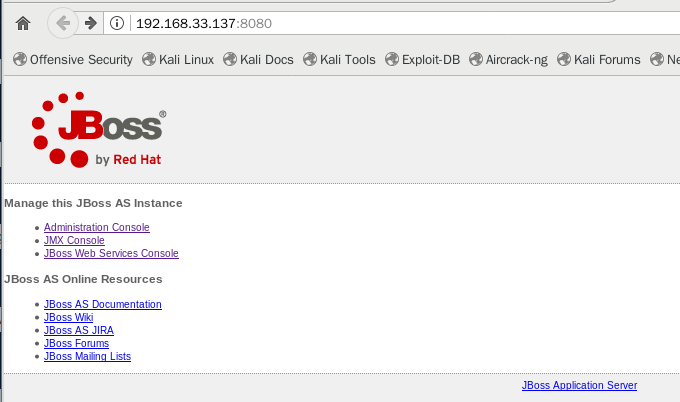 192.168.33.137:8080
Offensive Security Kali Linux Kali Docs Kali Tools Exploit-DB Aircrack-ng Kali Forums Ne
JBoss®
by Red Hat
Manage this JBoss AS Instance
Administration Console
JMX Console
JBoss Web Services Console
JBoss AS Online Resources
JBoss AS Documentation
JBoss Wiki
JBoss AS JIRA
JBoss Forums
JBoss Mailing Lists
JBoss Application Server